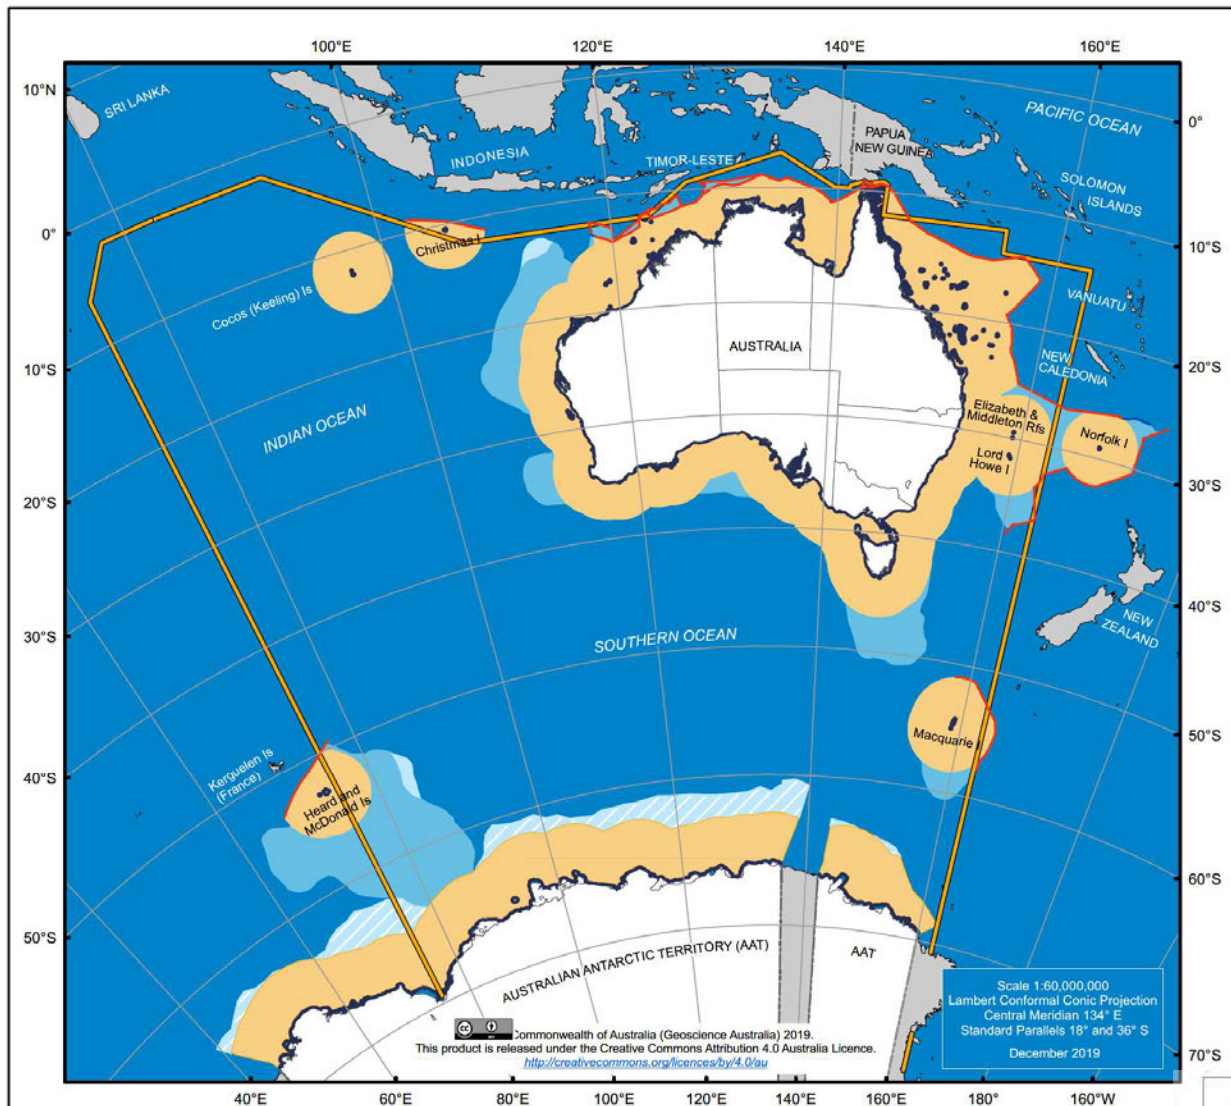 100°E
120°E
140°E
160°E
10°N
SRI LANKA
PACIFIC OCEAN
0°
PAPUA
NEW GUINEA
INDONESIA
TIMOR-LESTE
SOLOMON
ISLANDS
0°
Christmas I
10°S
Cocos (Keeling) Is
VANUATU
AUSTRALIA
10°S
NEW
CALEDONIA
20°S
INDIAN OCEAN
Elizabeth &
Middleton Rfs
Norfolk I
Lord
Howe I
30°S
20°S
40°S
NEW
ZEALAND
30°S
SOUTHERN OCEAN
Macquarie I
50°S
Kerguelen Is
(France)
40°S
Heard and
McDonald Is
60°S
50°S
AUSTRALIAN ANTARCTIC TERRITORY (AAT)
AAT
Scale 1:60,000,000
Lambert Conformal Conic Projection
Central Meridian 134° E
Standard Parallels 18° and 36° S
December 2019
cc
Commonwealth of Australia (Geoscience Australia) 2019.
This product is released under the Creative Commons Attribution 4.0 Australia Licence.
http://creativecommons.org/licences/by/4.0/au
70°S
40°E
60°E
80°E
100°E
120°E
140°E
160°E
180°
160°W